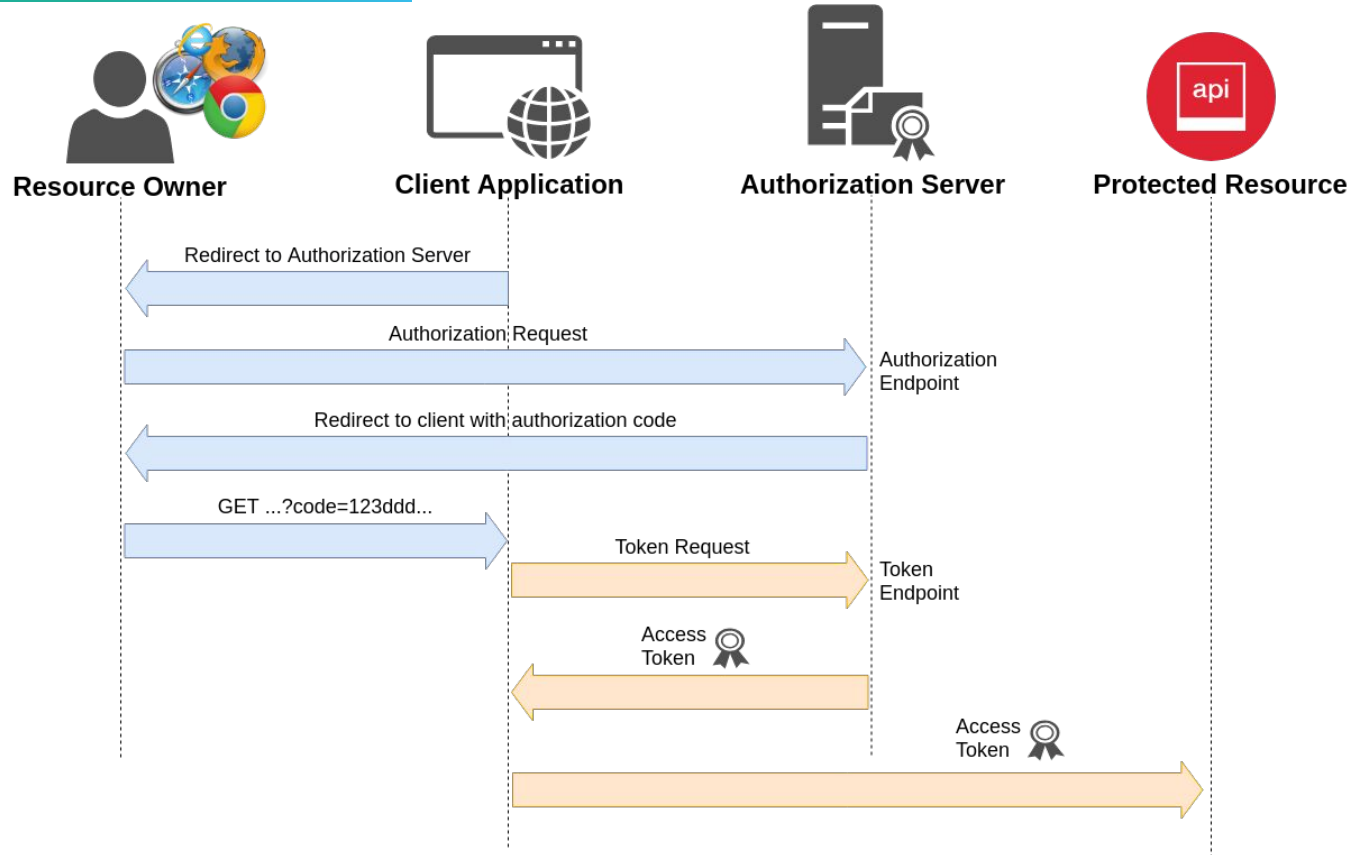 api
Resource Owner
Client Application
Authorization Server
Protected Resource
Redirect to Authorization Server
Authorization Request
Authorization
Endpoint
Redirect to client with authorization code
GET ...?code=123ddd...
Token Request
Token
Endpoint
Access
Token
Access
Token